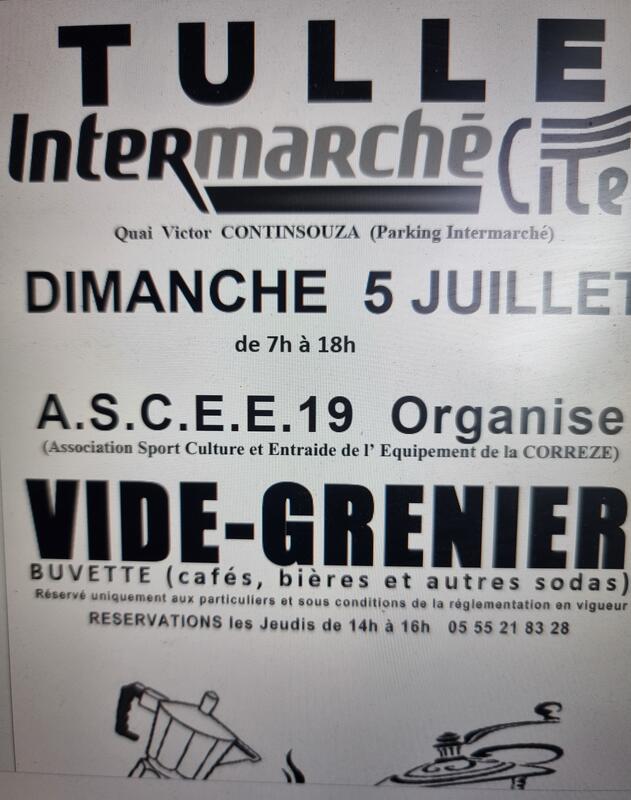 TULLE
Intermarché Cite
Quai Victor CONTINSOUZA (Parking Intermarché)
DIMANCHE 5 JUILLET
de 7h à 18h
A.S.C.E.E.19 Organise
(Association Sport Culture et Entraide de l' Equipement de la CORREZE)
VIDE-GRENIER
BUVETTE (cafés, bières et autres sodas)
Réservé uniquement aux particuliers et sous conditions de la réglementation en vigueur
RESERVATIONS les Jeudis de 14h à 16h 05 55 21 83 28